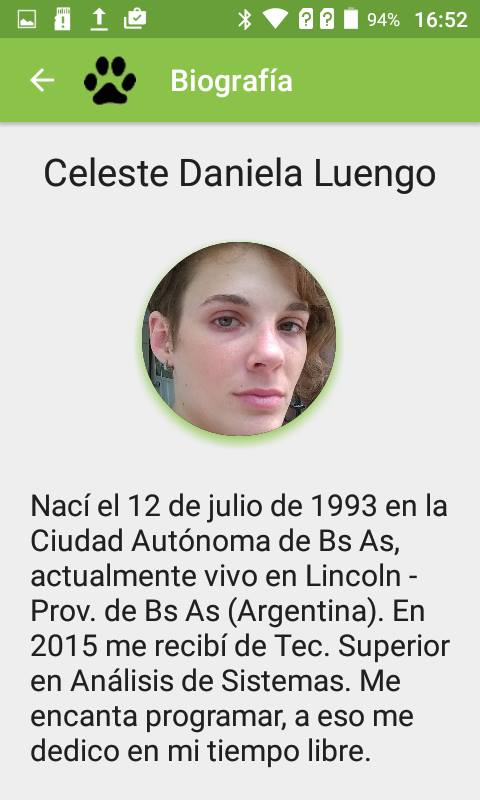 94% 16:52
Biografía
Celeste Daniela Luengo
Nací el 12 de julio de 1993 en la
Ciudad Autónoma de Bs As,
actualmente vivo en Lincoln -
Prov. de Bs As (Argentina). En
2015 me recibí de Tec. Superior
en Análisis de Sistemas. Me
encanta programar, a eso me
dedico en mi tiempo libre.